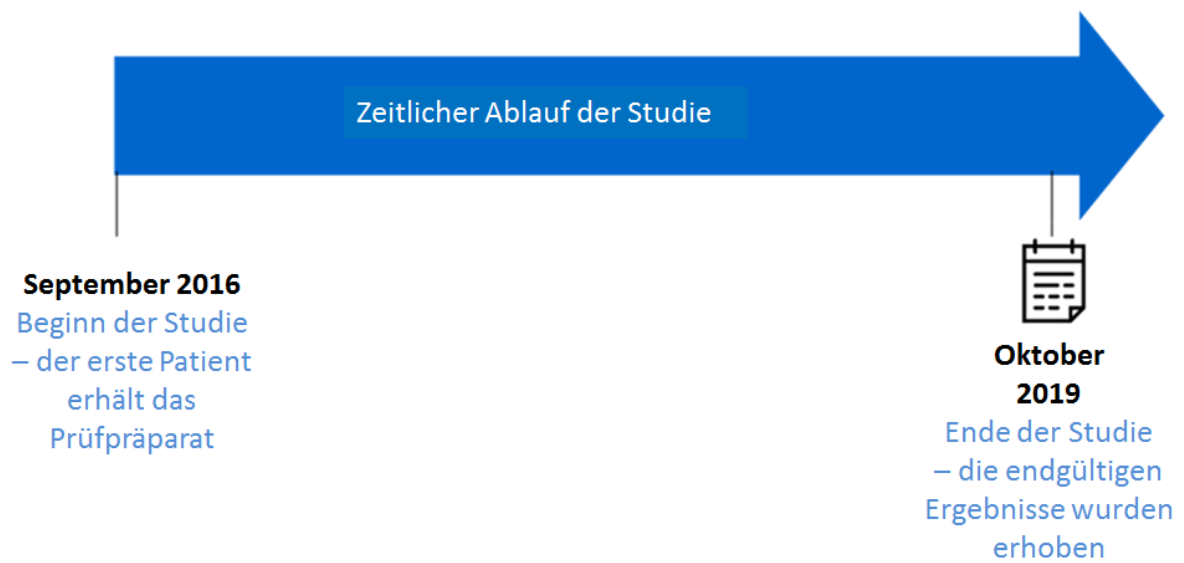 Zeitlicher Ablauf der Studie
September 2016
Beginn der Studie
– der erste Patient
erhält das
Prüfpräparat
Oktober
2019
Ende der Studie
– die endgültigen
Ergebnisse wurden
erhoben